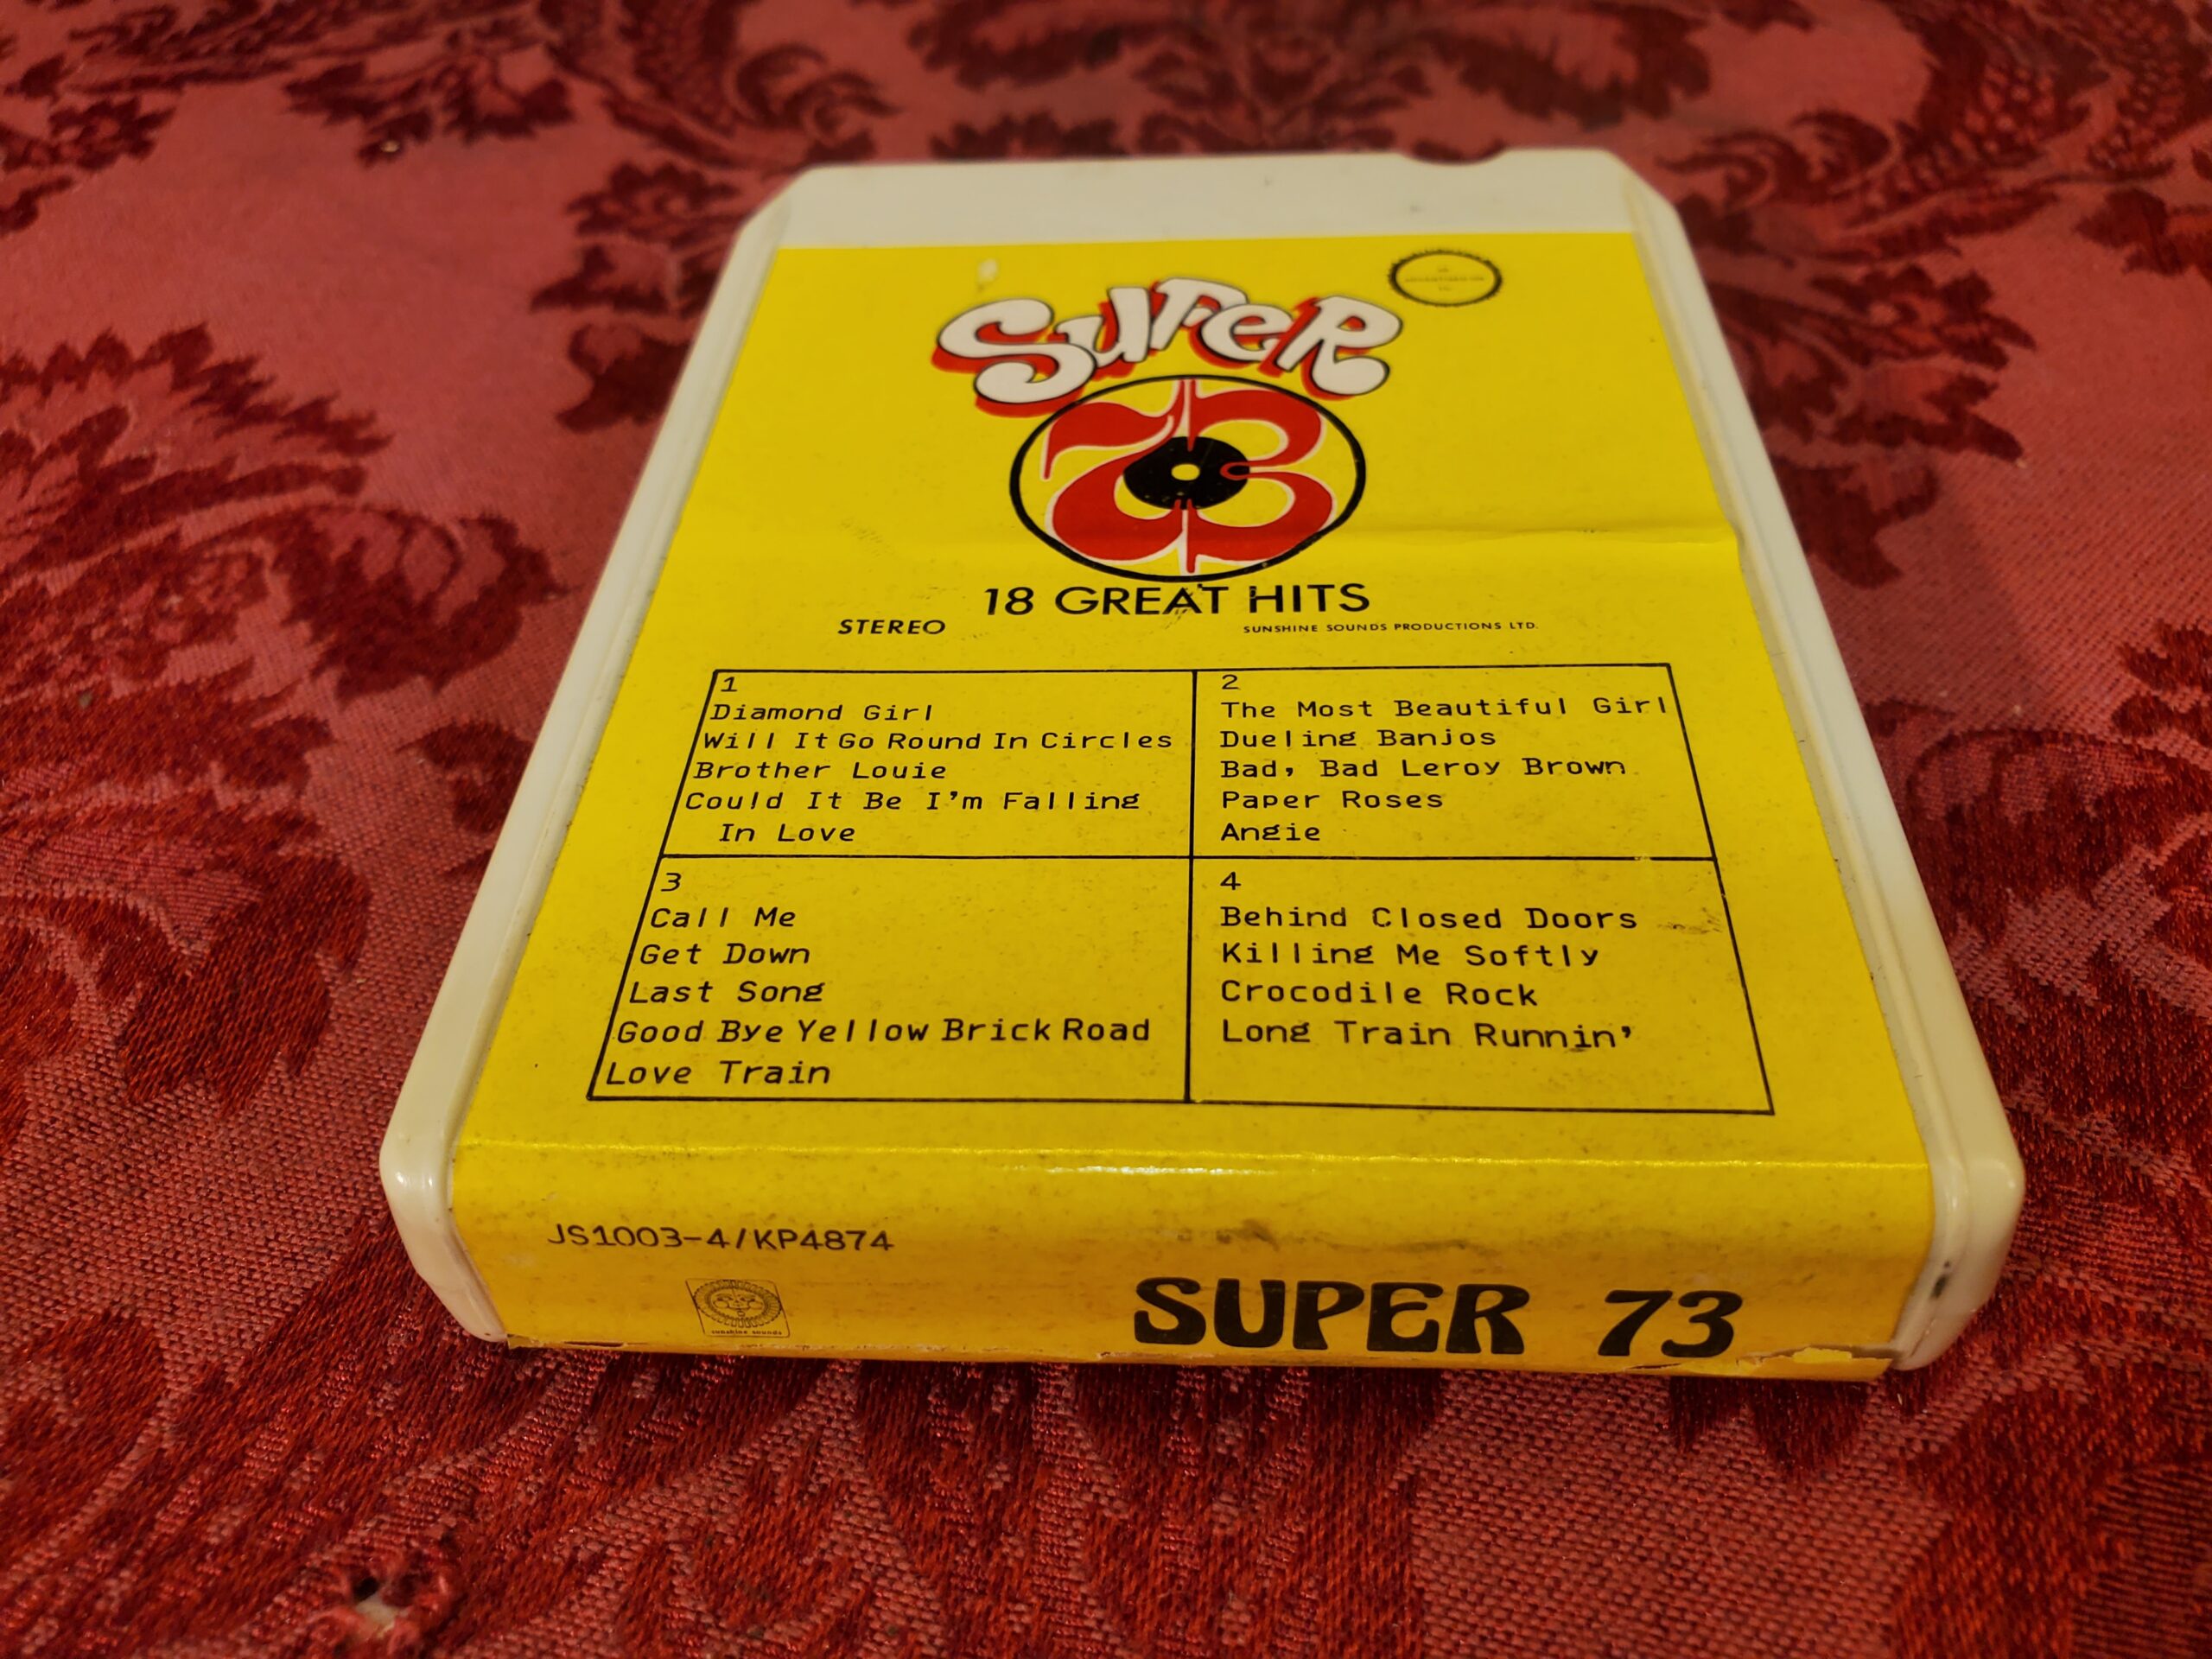 SUPER
73
18 GREAT HITS
STEREO
SUNSHINE SOUNDS PRODUCTIONS LTD.
1
Diamond Girl
Will It Go Round In Circles
Brother Louie
Could It Be I'm Falling
In Love
2
The Most Beautiful Girl
Dueling Banjos
Bad, Bad Leroy Brown
Paper Roses
Angie
3
Call Me
Get Down
Last Song
Good Bye Yellow Brick Road
Love Train
4
Behind Closed Doors
Killing Me Softly
Crocodile Rock
Long Train Runnin'
JS1003-4/KP4874
sunshine sounds
SUPER 73